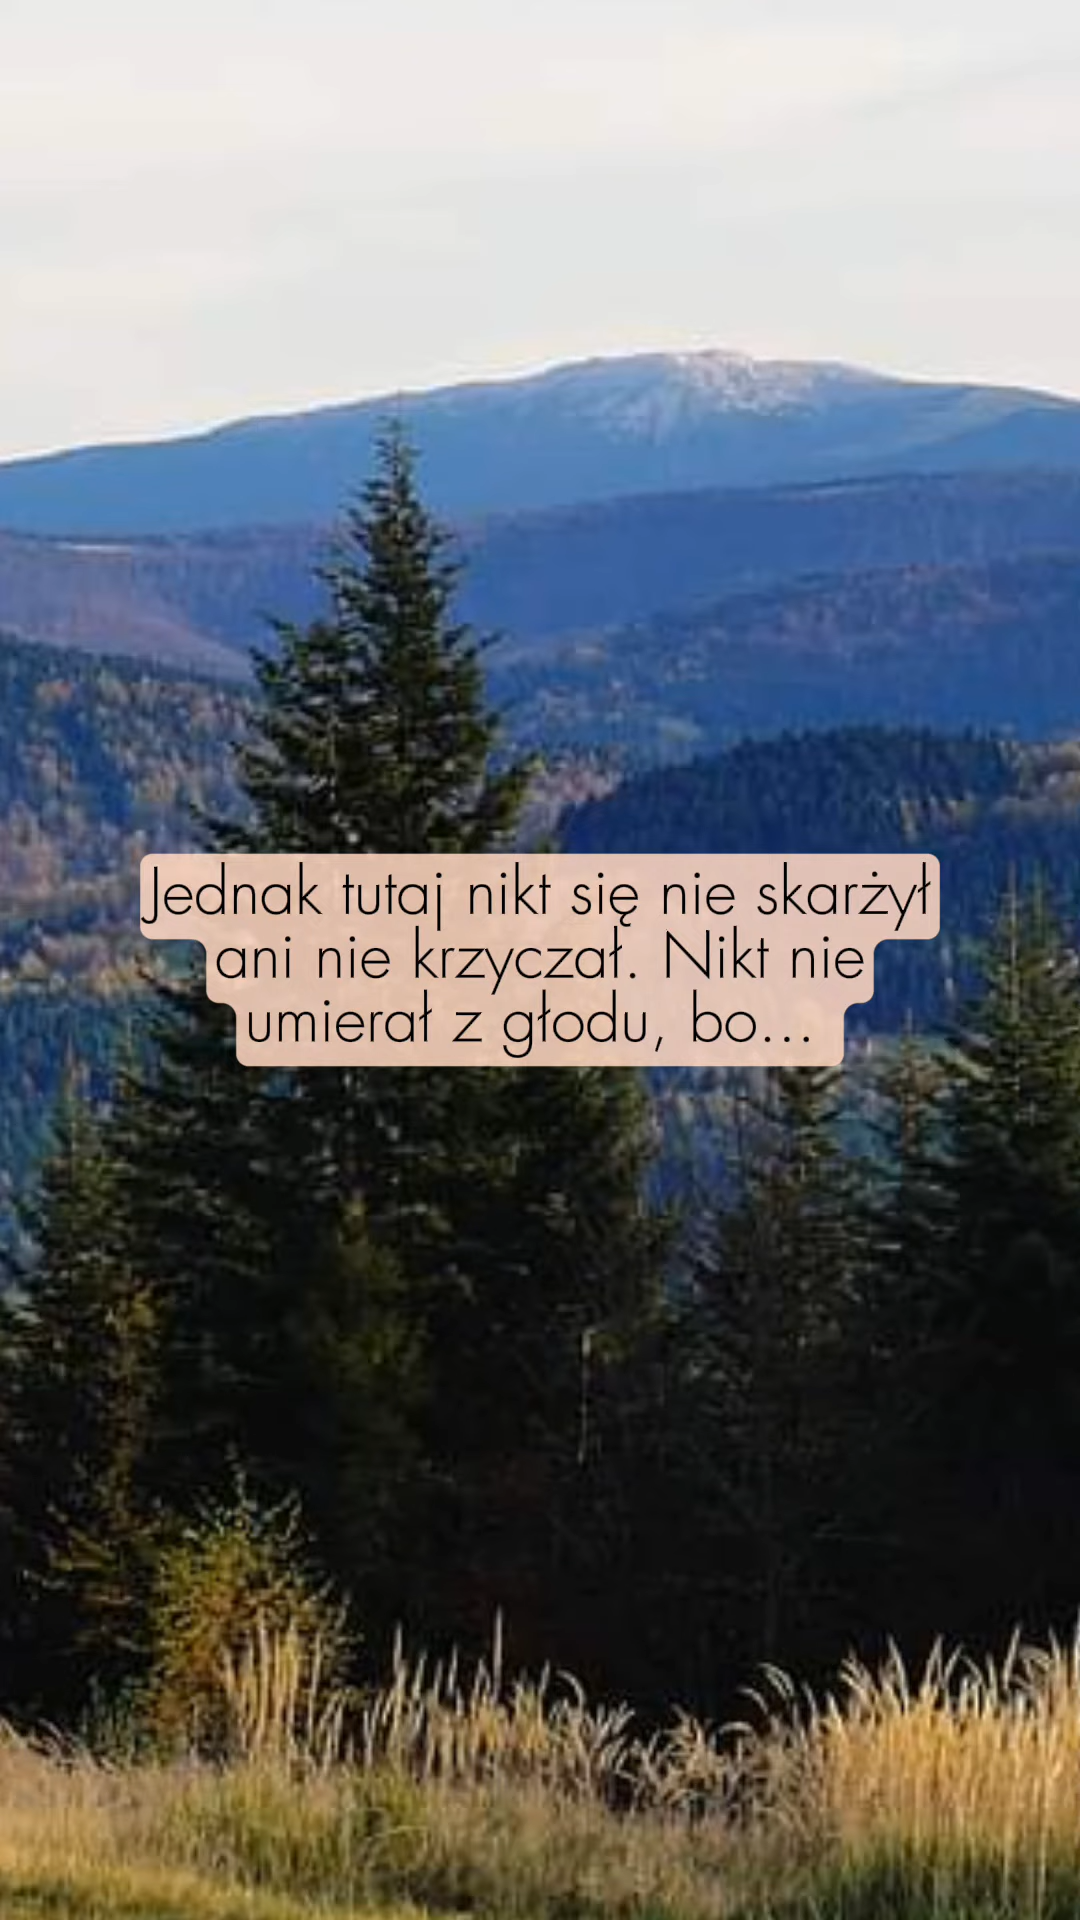 Jednak tutaj nikt się nie skarżył
ani nie krzyczał. Nikt nie
umierał z głodu, bo...